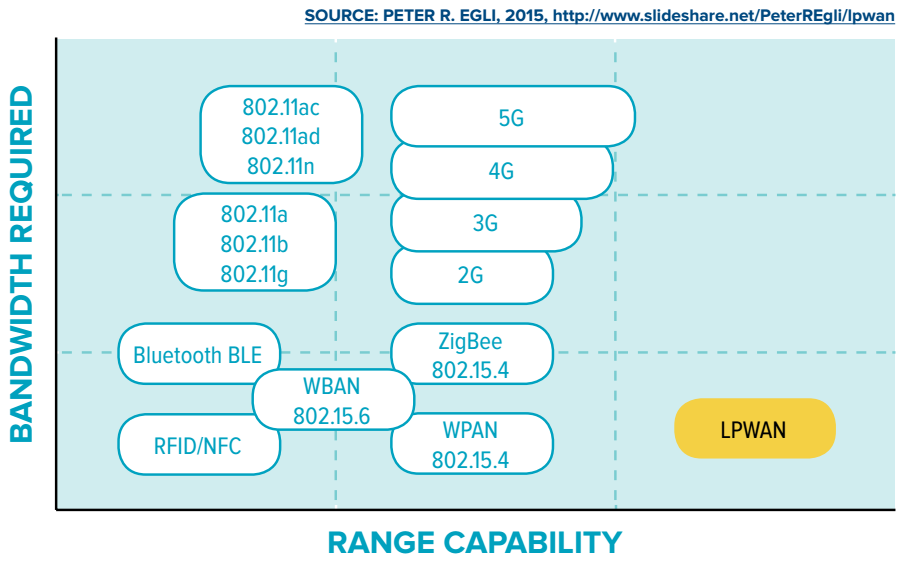 SOURCE: PETER R. EGLI, 2015, http://www.slideshare.net/PeterREgli/lpwan
BANDWIDTH REQUIRED
802.11ac
802.11ad
802.11n
5G
4G
802.11a
802.11b
802.11g
3G
2G
Bluetooth BLE
ZigBee
802.15.4
WBAN
802.15.6
RFID/NFC
WPAN
802.15.4
LPWAN
RANGE CAPABILITY